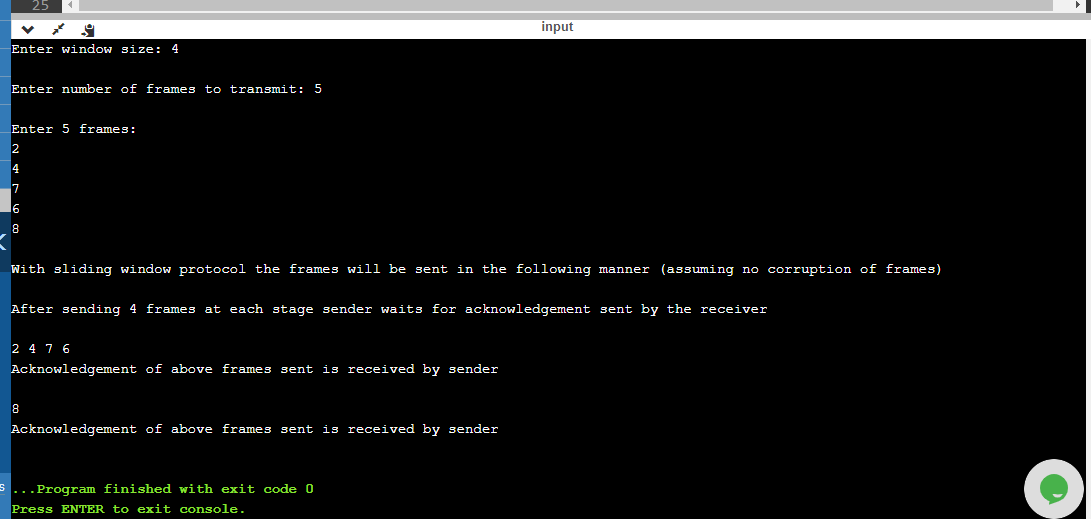 25
input
Enter window size: 4
Enter number of frames to transmit: 5
Enter 5 frames:
2
4
7
6
8
With sliding window protocol the frames will be sent in the following manner (assuming no corruption of frames)
After sending 4 frames at each stage sender waits for acknowledgement sent by the receiver
2 4 7 6
Acknowledgement of above frames sent is received by sender
8
Acknowledgement of above frames sent is received by sender
s
...Program finished with exit code 0
Press ENTER to exit console.